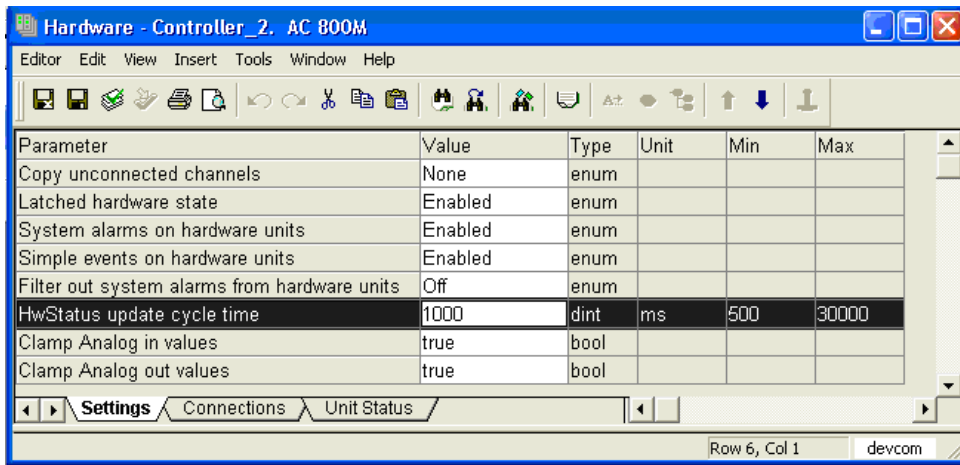 Hardware - Controller_2. AC 800M
Editor Edit View Insert Tools Window Help
Parameter Value Type Unit Min Max
Copy unconnected channels None enum
Latched hardware state Enabled enum
System alarms on hardware units Enabled enum
Simple events on hardware units Enabled enum
Filter out system alarms from hardware units Off enum
HwStatus update cycle time 1000 dint ms 500 30000
Clamp Analog in values true bool
Clamp Analog out values true bool
Settings Connections Unit Status
Row 6, Col 1 devcom